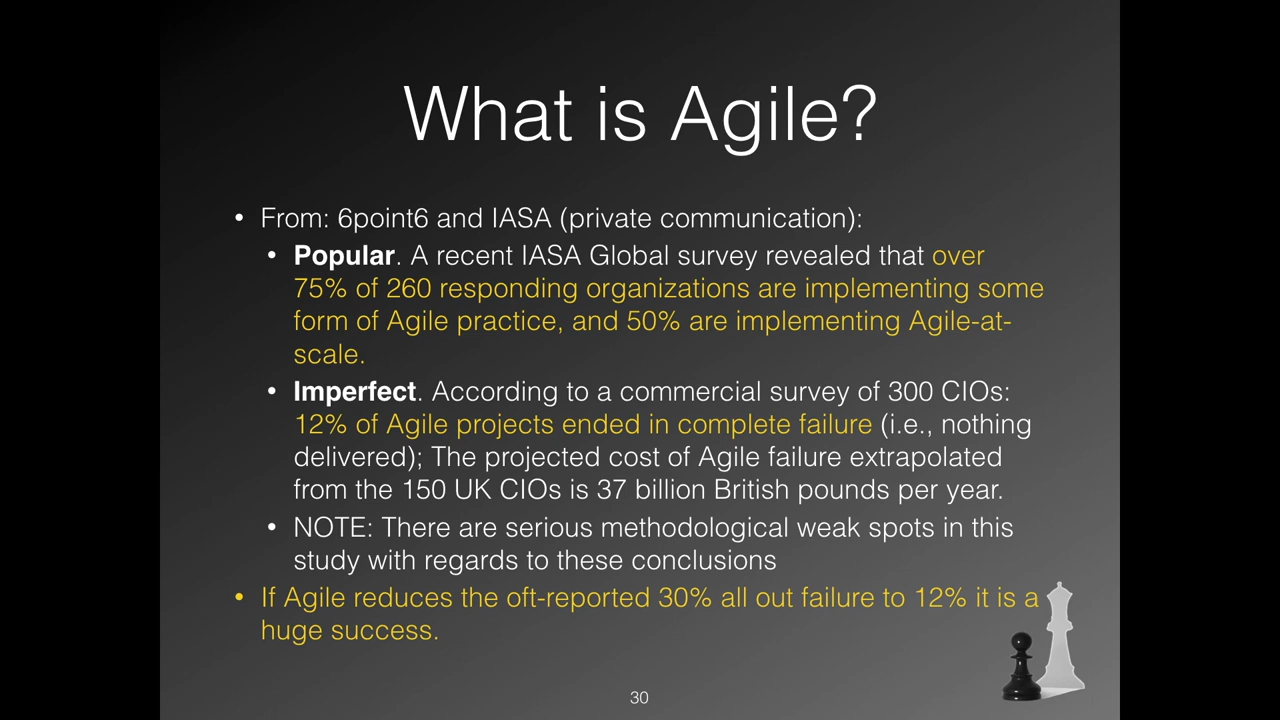 What is Agile?
• From: 6point6 and IASA (private communication):
• Popular. A recent IASA Global survey revealed that over
75% of 260 responding organizations are implementing some
form of Agile practice, and 50% are implementing Agile-at-
scale.
• Imperfect. According to a commercial survey of 300 CIOs:
12% of Agile projects ended in complete failure (i.e., nothing
delivered); The projected cost of Agile failure extrapolated
from the 150 UK CIOs is 37 billion British pounds per year.
• NOTE: There are serious methodological weak spots in this
study with regards to these conclusions
• If Agile reduces the oft-reported 30% all out failure to 12% it is a
huge success.
30